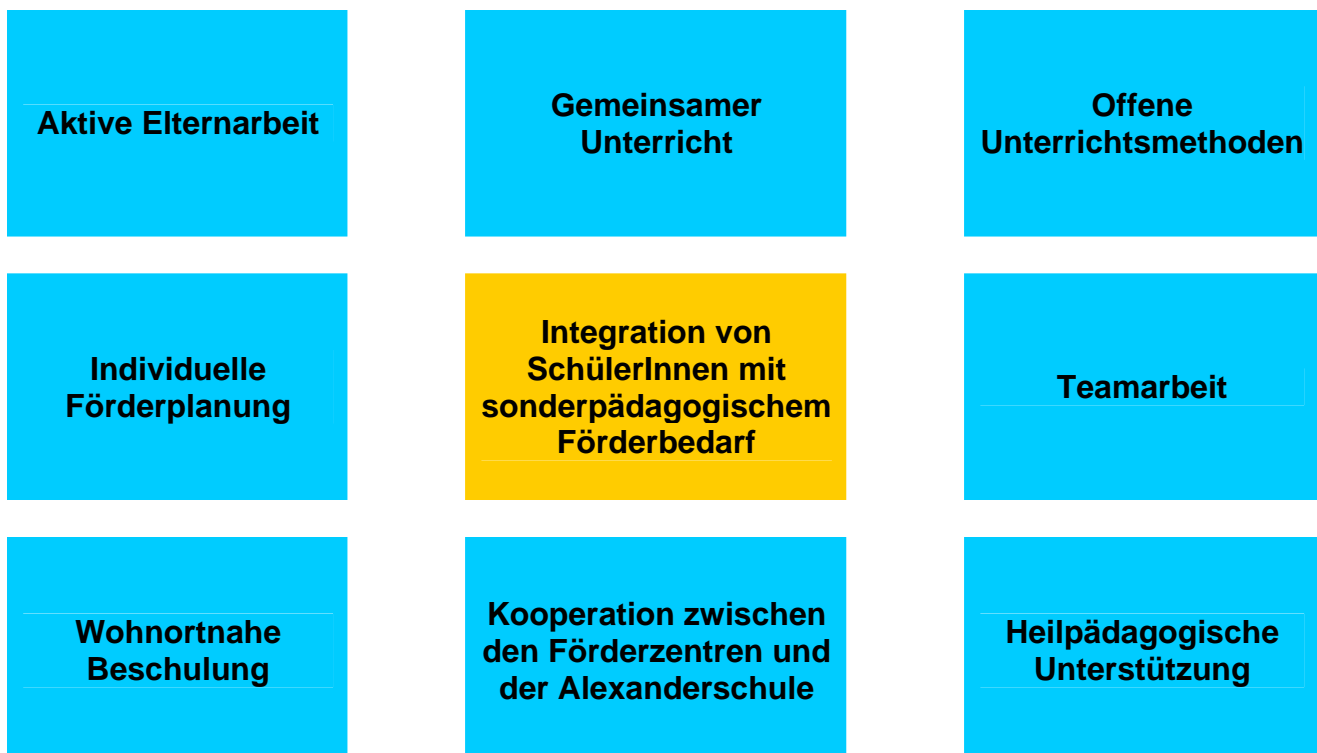 Aktive Elternarbeit
Gemeinsamer
Unterricht
Offene
Unterrichtsmethoden
Individuelle
Förderplanung
Integration von
SchülerInnen mit
sonderpädagogischem
Förderbedarf
Teamarbeit
Wohnortnahe
Beschulung
Kooperation zwischen
den Förderzentren und
der Alexanderschule
Heilpädagogische
Unterstützung